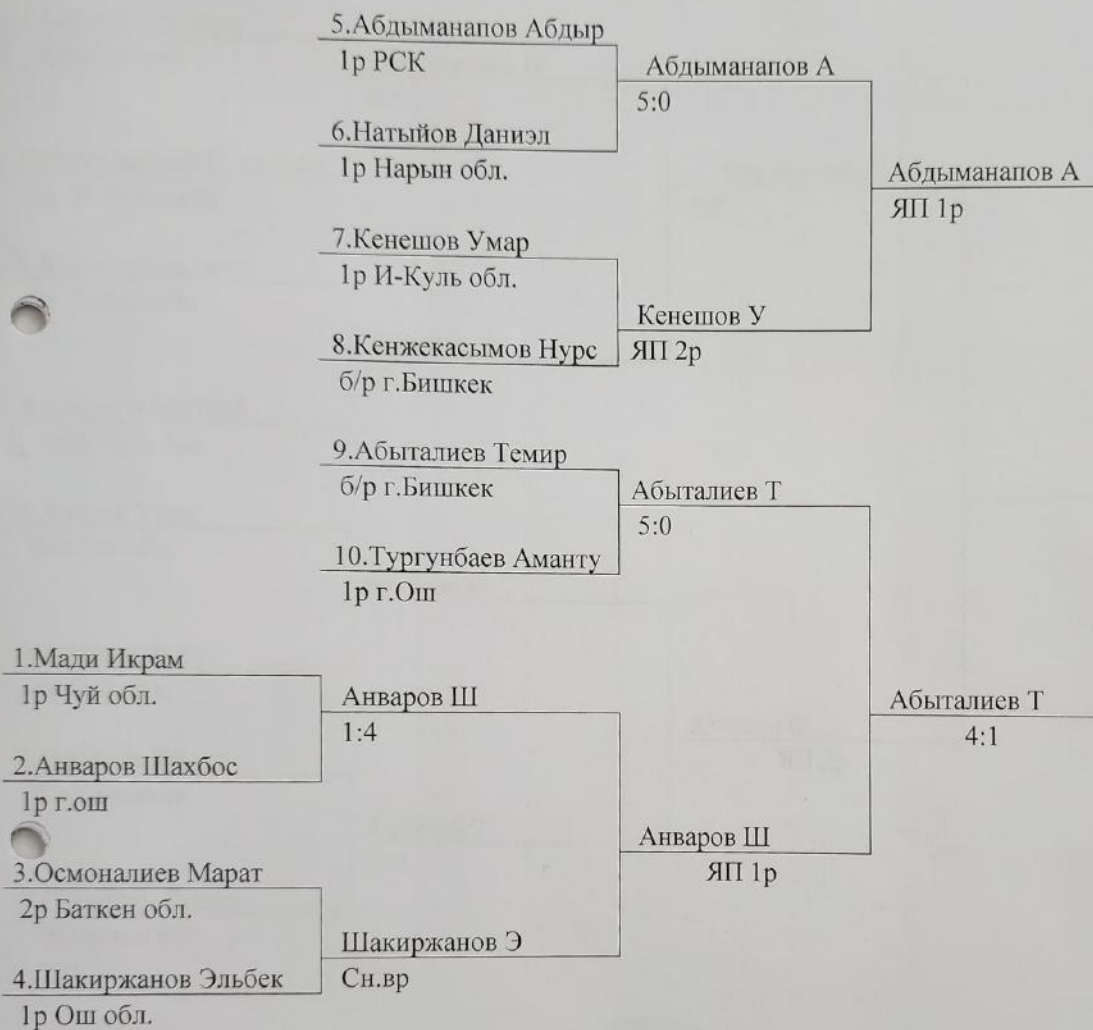 5.Абдыманапов Абдыр
1р РСК
Абдыманапов А
5:0
6.Натыйов Даниэл
1р Нарын обл.
Абдыманапов А
ЯП 1р
7.Кенешов Умар
1р И-Куль обл.
Кенешов У
ЯП 2р
8.Кенжекасымов Нурс
б/р г.Бишкек
9.Абыталиев Темир
б/р г.Бишкек
Абыталиев Т
5:0
10.Тургунбаев Аманту
1р г.Ош
1.Мади Икрам
1р Чуй обл.
Анваров Ш
1:4
Абыталиев Т
4:1
2.Анваров Шахбос
1р г.ош
Анваров Ш
ЯП 1р
3.Осмоналиев Марат
2р Баткен обл.
Шакиржанов Э
Сн.вр
4.Шакиржанов Эльбек
1р Ош обл.